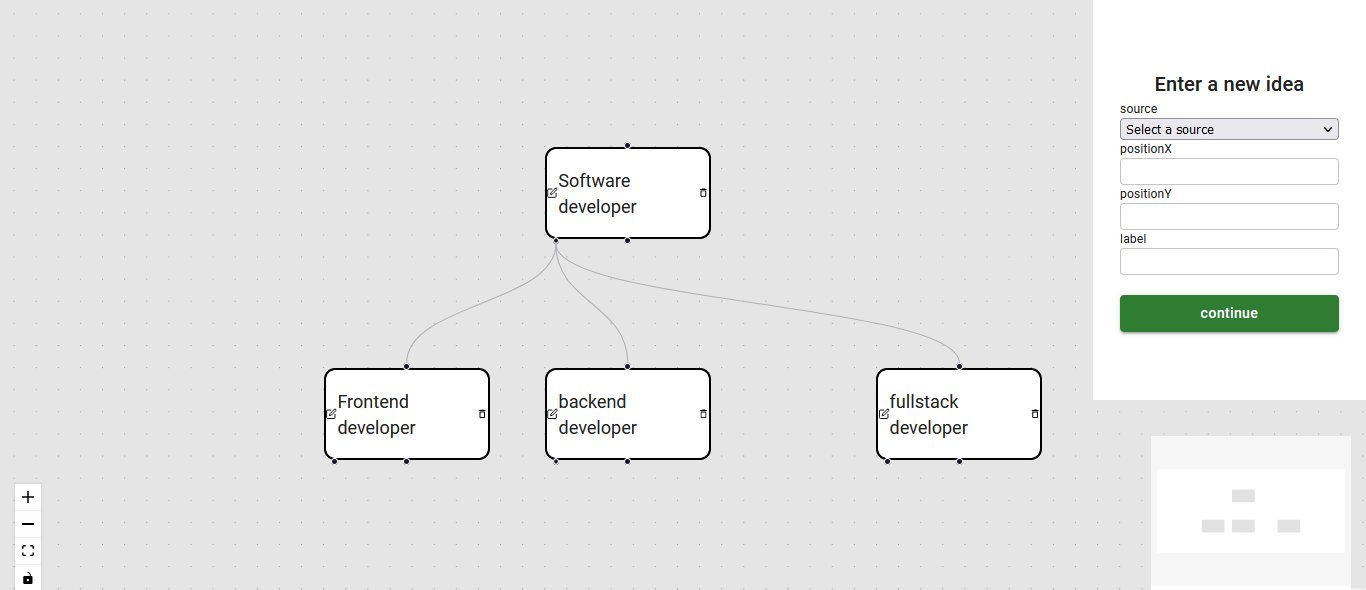 Enter a new idea
source
Select a source
positionX
positionY
label
continue
Software
developer
Frontend
developer
backend
developer
fullstack
developer